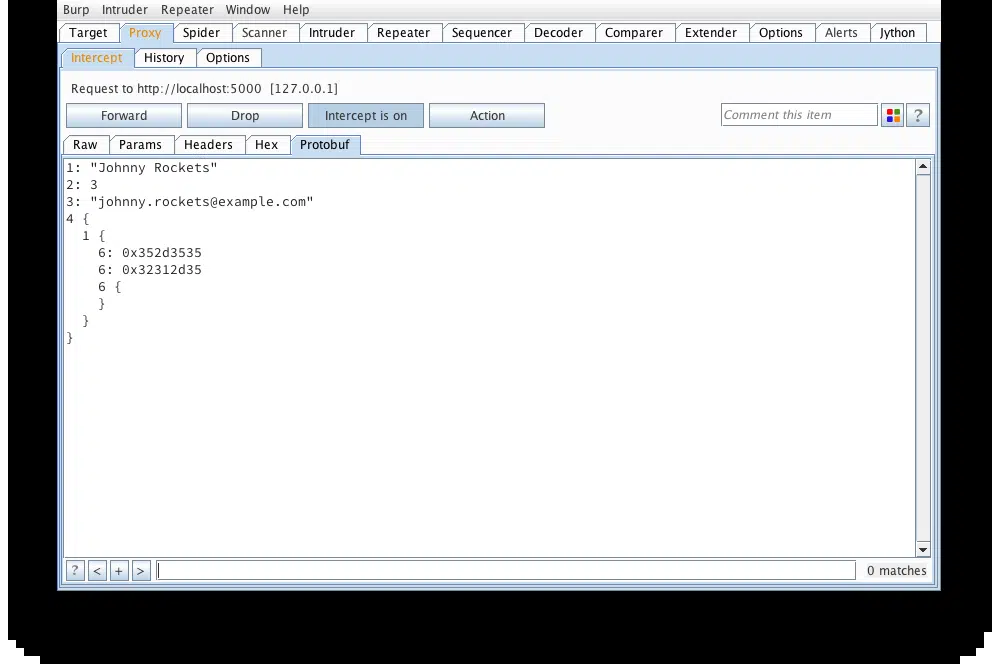 Burp Intruder Repeater Window Help
Target Proxy Spider Scanner Intruder Repeater Sequencer Decoder Comparer Extender Options Alerts Jython
Intercept History Options
Request to http://localhost:5000 [127.0.0.1]
Forward Drop Intercept is on Action Comment this item ?
Raw Params Headers Hex Protobuf
1: "Johnny Rockets"
2: 3
3: "johnny.rockets@example.com"
4 {
1 {
6: 0x352d3535
6: 0x32312d35
6 {
}
}
}
? < + > 0 matches